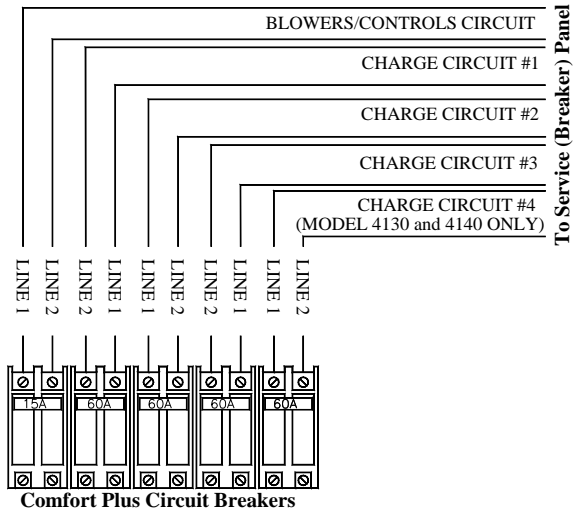 BLOWERS/CONTROLS CIRCUIT
CHARGE CIRCUIT #1
CHARGE CIRCUIT #2
CHARGE CIRCUIT #3
CHARGE CIRCUIT #4
(MODEL 4130 and 4140 ONLY)
To Service (Breaker) Panel
LINE 1
LINE 2
LINE 2
LINE 1
LINE 1
LINE 2
LINE 2
LINE 1
LINE 1
LINE 2
15A
60A
60A
60A
60A
Comfort Plus Circuit Breakers